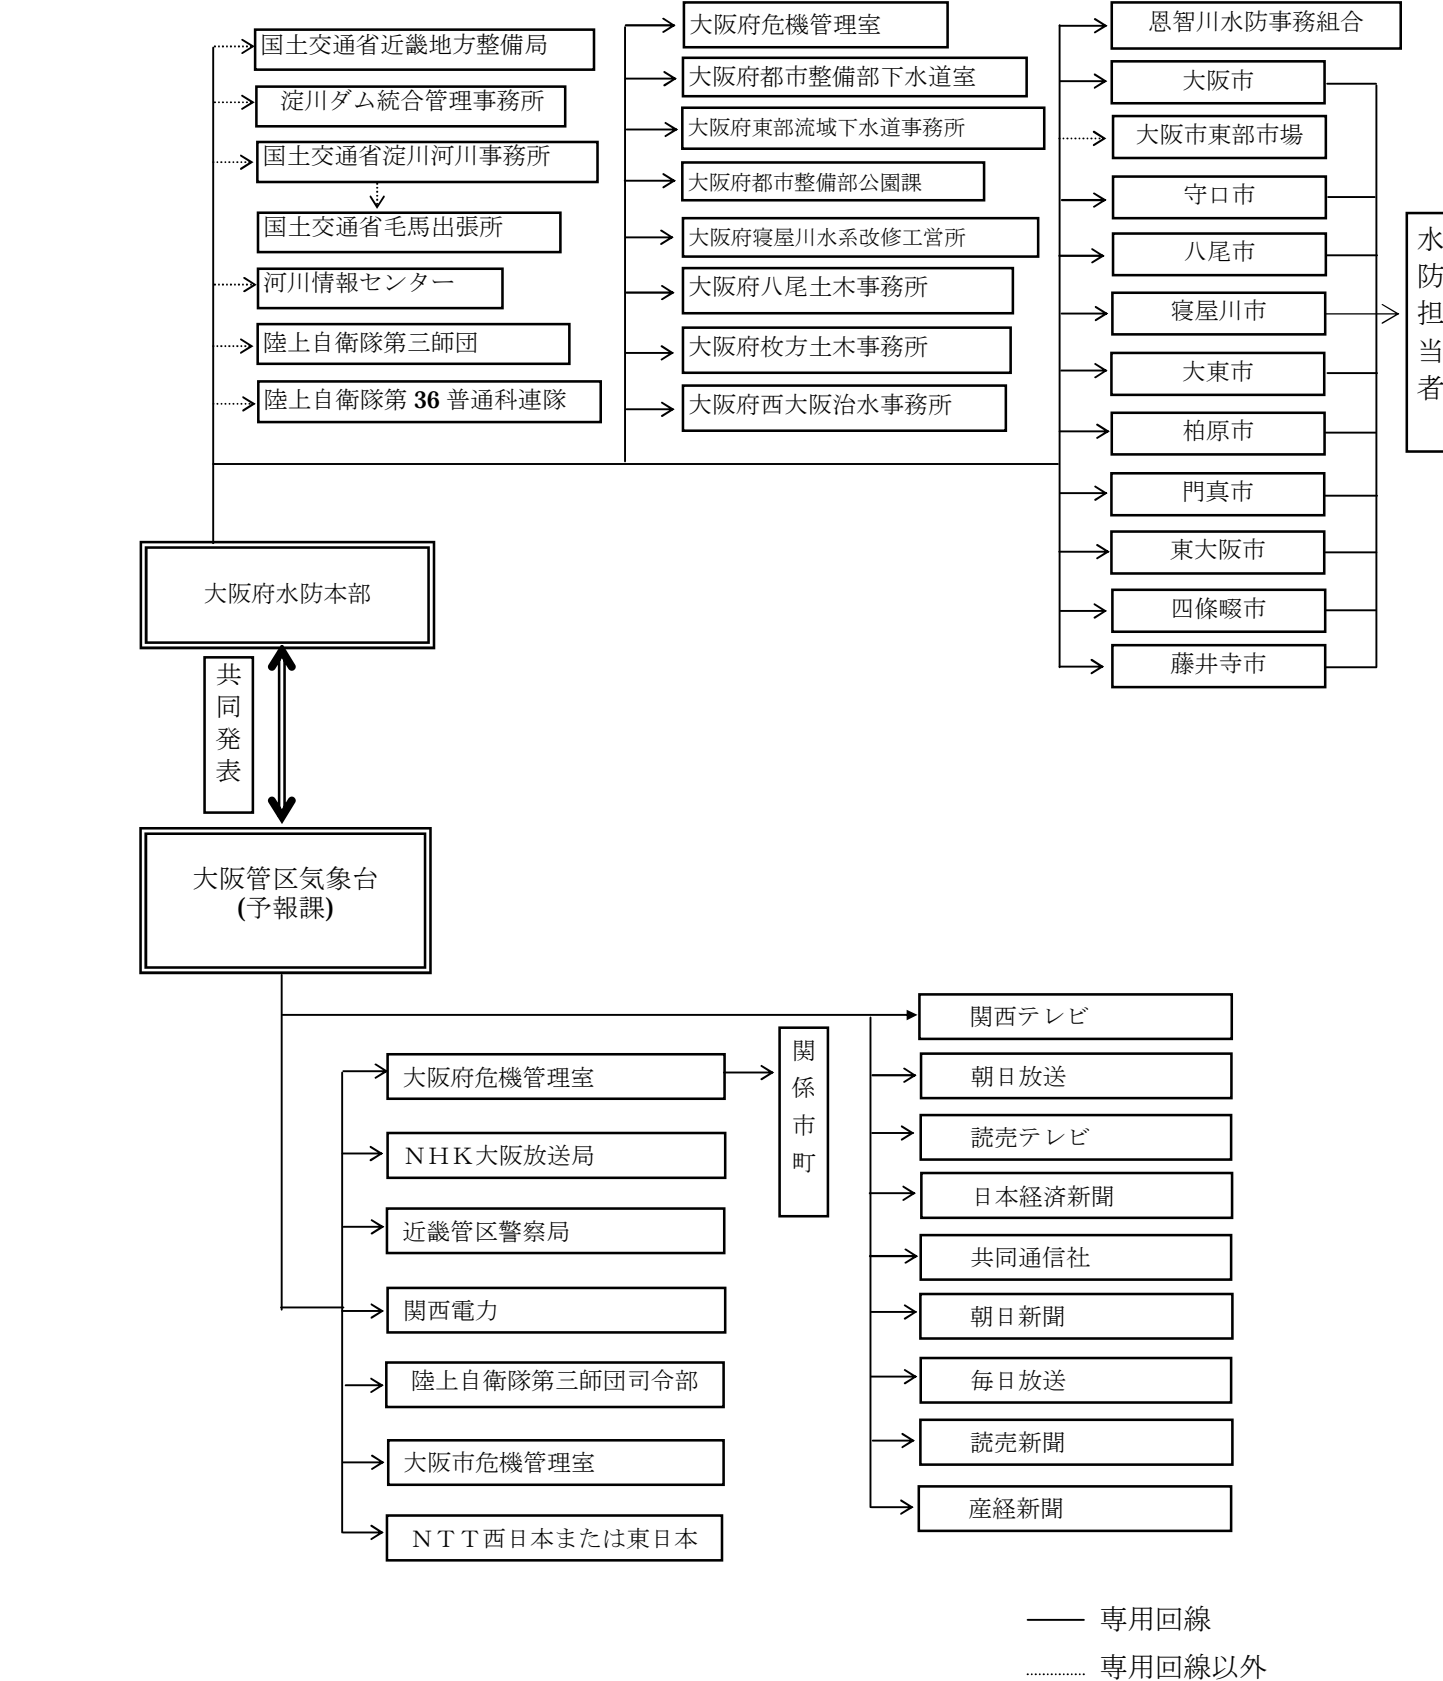 国土交通省近畿地方整備局
淀川ダム統合管理事務所
国土交通省淀川河川事務所
国土交通省毛馬出張所
河川情報センター
陸上自衛隊第三師団
陸上自衛隊第 36 普通科連隊
大阪府危機管理室
大阪府都市整備部下水道室
大阪府東部流域下水道事務所
大阪府都市整備部公園課
大阪府寝屋川水系改修工営所
大阪府八尾土木事務所
大阪府枚方土木事務所
大阪府西大阪治水事務所
恩智川水防事務組合
大阪市
大阪市東部市場
守口市
八尾市
寝屋川市
大東市
柏原市
門真市
東大阪市
四條畷市
藤井寺市
水防担当者
大阪府水防本部
共同発表
大阪管区気象台
(予報課)
大阪府危機管理室
ＮＨＫ大阪放送局
近畿管区警察局
関西電力
陸上自衛隊第三師団司令部
大阪市危機管理室
ＮＴＴ西日本または東日本
関係市町
関西テレビ
朝日放送
読売テレビ
日本経済新聞
共同通信社
朝日新聞
毎日放送
読売新聞
産経新聞
専用回線
専用回線以外